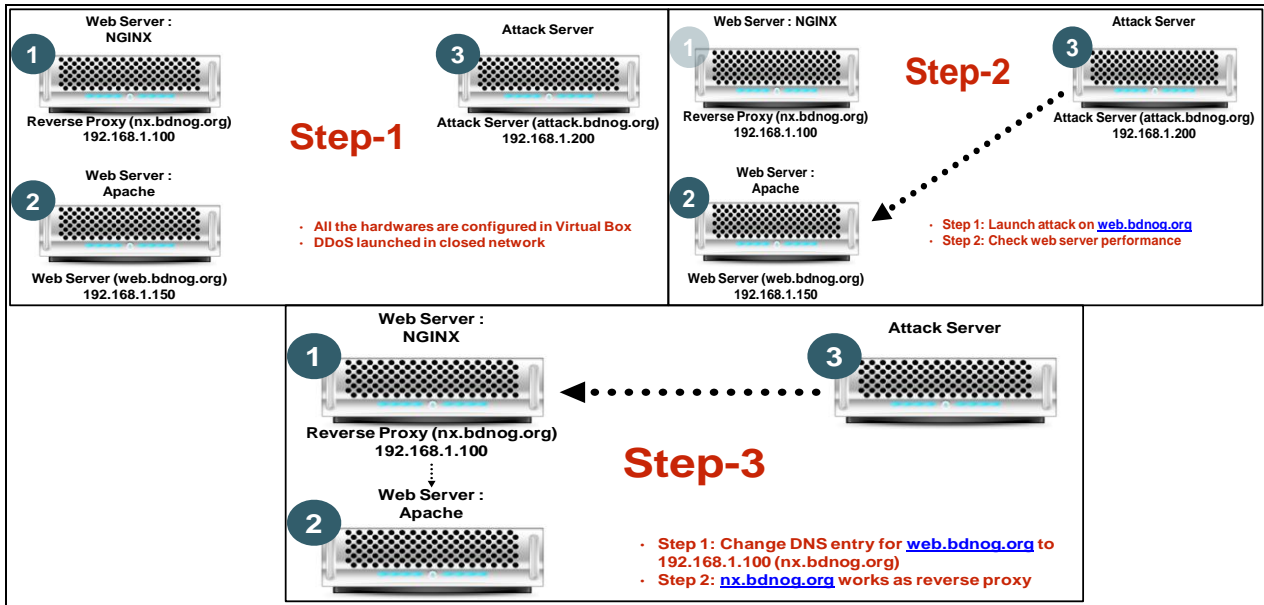 Web Server :
NGINX
1
Reverse Proxy (nx.bdnog.org)
192.168.1.100
Attack Server
3
Attack Server (attack.bdnog.org)
192.168.1.200
Step-1
Web Server :
Apache
2
Web Server (web.bdnog.org)
192.168.1.150
• All the hardwares are configured in Virtual Box
• DDoS launched in closed network
Web Server : NGINX
1
Reverse Proxy (nx.bdnog.org)
192.168.1.100
Step-2
Attack Server
3
Attack Server (attack.bdnog.org)
192.168.1.200
Web Server :
Apache
2
Web Server (web.bdnog.org)
192.168.1.150
• Step 1: Launch attack on web.bdnog.org
• Step 2: Check web server performance
Web Server :
NGINX
1
Reverse Proxy (nx.bdnog.org)
192.168.1.100
Attack Server
3
Step-3
Web Server :
Apache
2
• Step 1: Change DNS entry for web.bdnog.org to
192.168.1.100 (nx.bdnog.org)
• Step 2: nx.bdnog.org works as reverse proxy